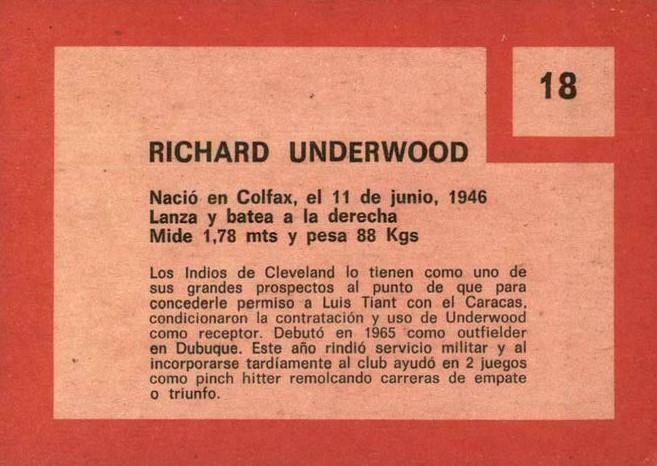 18
RICHARD UNDERWOOD
Nació en Colfax, el 11 de junio, 1946
Lanza y batea a la derecha
Mide 1,78 mts y pesa 88 Kgs
Los Indios de Cleveland lo tienen como uno de
sus grandes prospectos al punto de que para
concederle permiso a Luis Tiant con el Caracas,
condicionaron la contratación y uso de Underwood
como receptor. Debutó en 1965 como outfielder
en Dubuque. Este año rindió servicio militar y al
incorporarse tardíamente al club ayudó en 2 juegos
como pinch hitter remolcando carreras de empate
o triunfo.